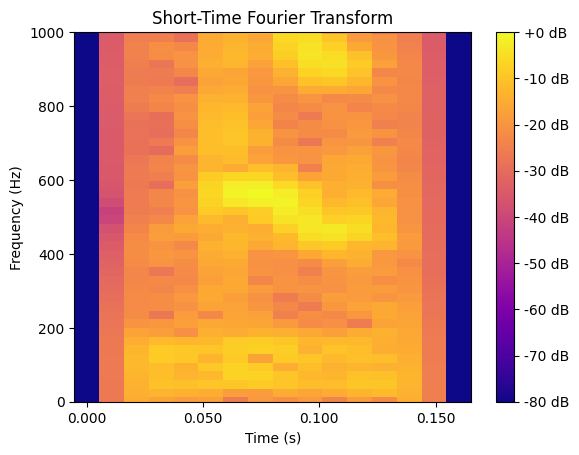 Short-Time Fourier Transform
Frequency (Hz)
1000
800
600
400
200
0
0.000
0.050
0.100
0.150
Time (s)
+0 dB
-10 dB
-20 dB
-30 dB
-40 dB
-50 dB
-60 dB
-70 dB
-80 dB